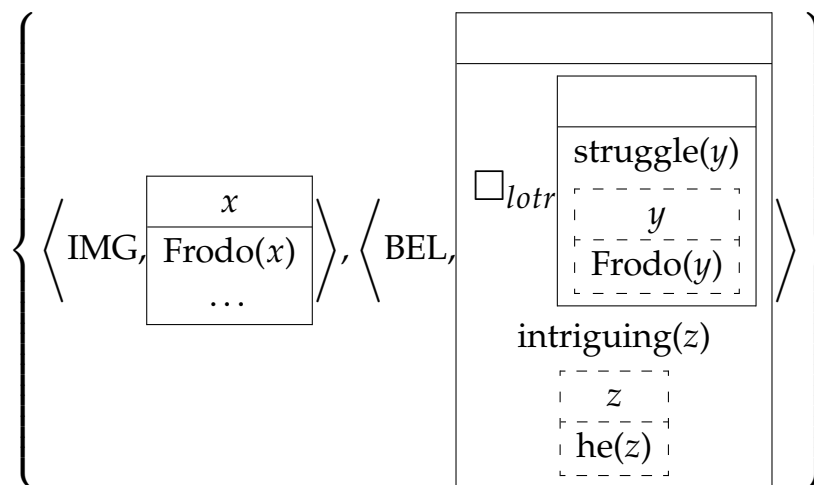 struggle(y)
□lotr
y
x
⟨IMG, Frodo(x) ⟩, ⟨BEL, Frodo(y) ⟩
…
intriguing(z)
z
he(z)